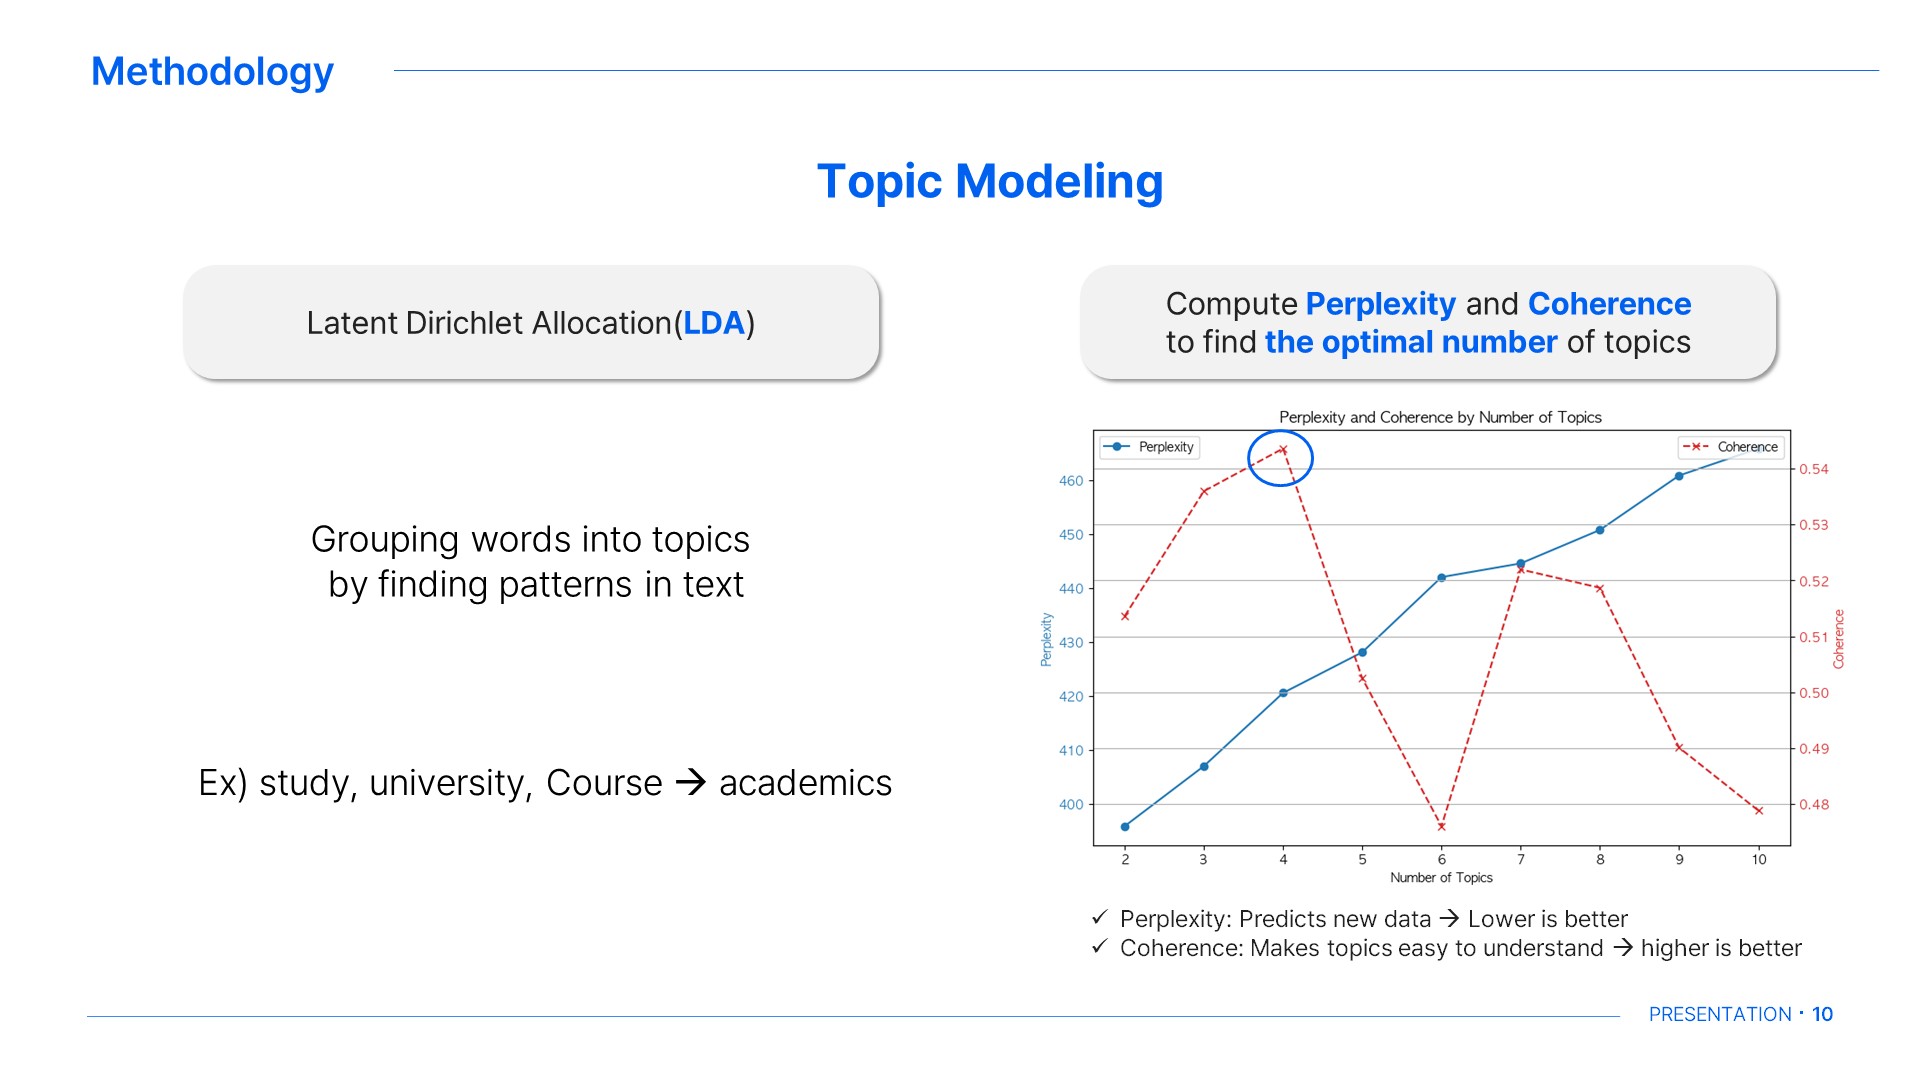 Methodology
Topic Modeling
Latent Dirichlet Allocation(LDA)
Grouping words into topics
by finding patterns in text
Ex) study, university, Course → academics
Compute Perplexity and Coherence
to find the optimal number of topics
Perplexity and Coherence by Number of Topics
Perplexity
Coherence
460
450
440
430
420
410
400
Perplexity
0.54
0.53
0.52
0.51
0.50
0.49
0.48
Coherence
2 3 4 5 6 7 8 9 10
Number of Topics
✓ Perplexity: Predicts new data → Lower is better
✓ Coherence: Makes topics easy to understand → higher is better
PRESENTATION · 10